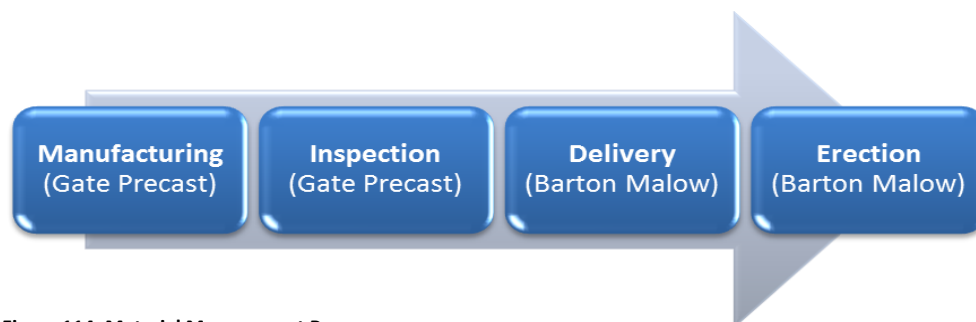 Manufacturing
(Gate Precast)
Inspection
(Gate Precast)
Delivery
(Barton Malow)
Erection
(Barton Malow)